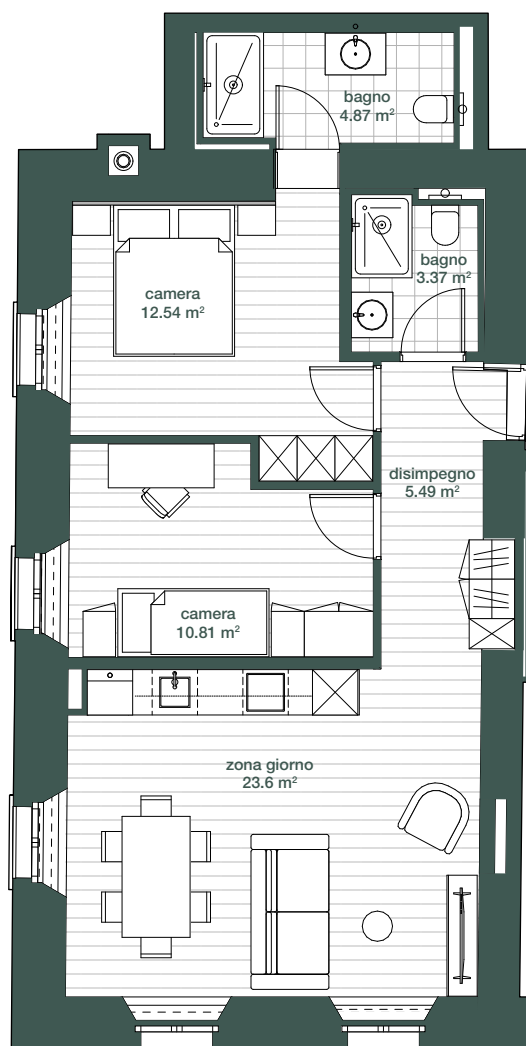 bagno
4.87 m²
bagno
3.37 m²
camera
12.54 m²
disimpegno
5.49 m²
camera
10.81 m²
zona giorno
23.6 m²